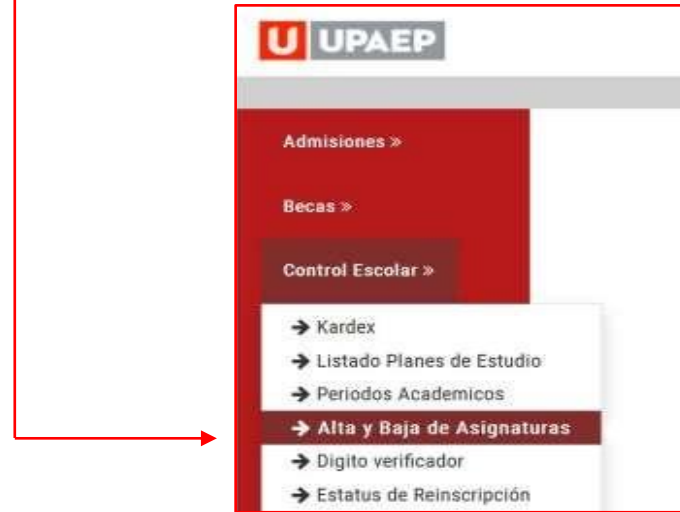 U UPAEP
Admisiones »
Becas »
Control Escolar »
→ Kardex
→ Listado Planes de Estudio
→ Periodos Academicos
→ Alta y Baja de Asignaturas
→ Digito verificador
→ Estatus de Reinscripción